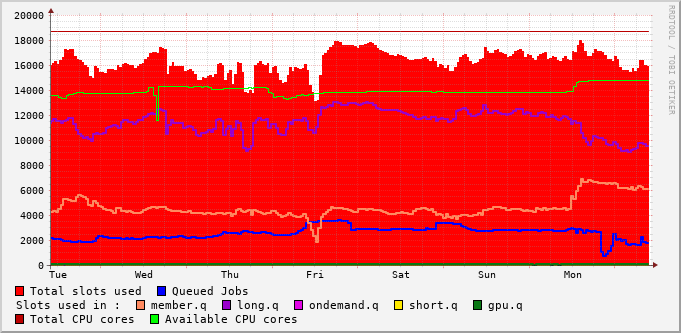 20000
18000
16000
14000
12000
10000
8000
6000
4000
2000
0
Tue Wed Thu Fri Sat Sun Mon
RRDTOOL / TOBI OETIKER
Total slots used Queued Jobs
Slots used in : member.q long.q ondemand.q short.q gpu.q
Total CPU cores Available CPU cores